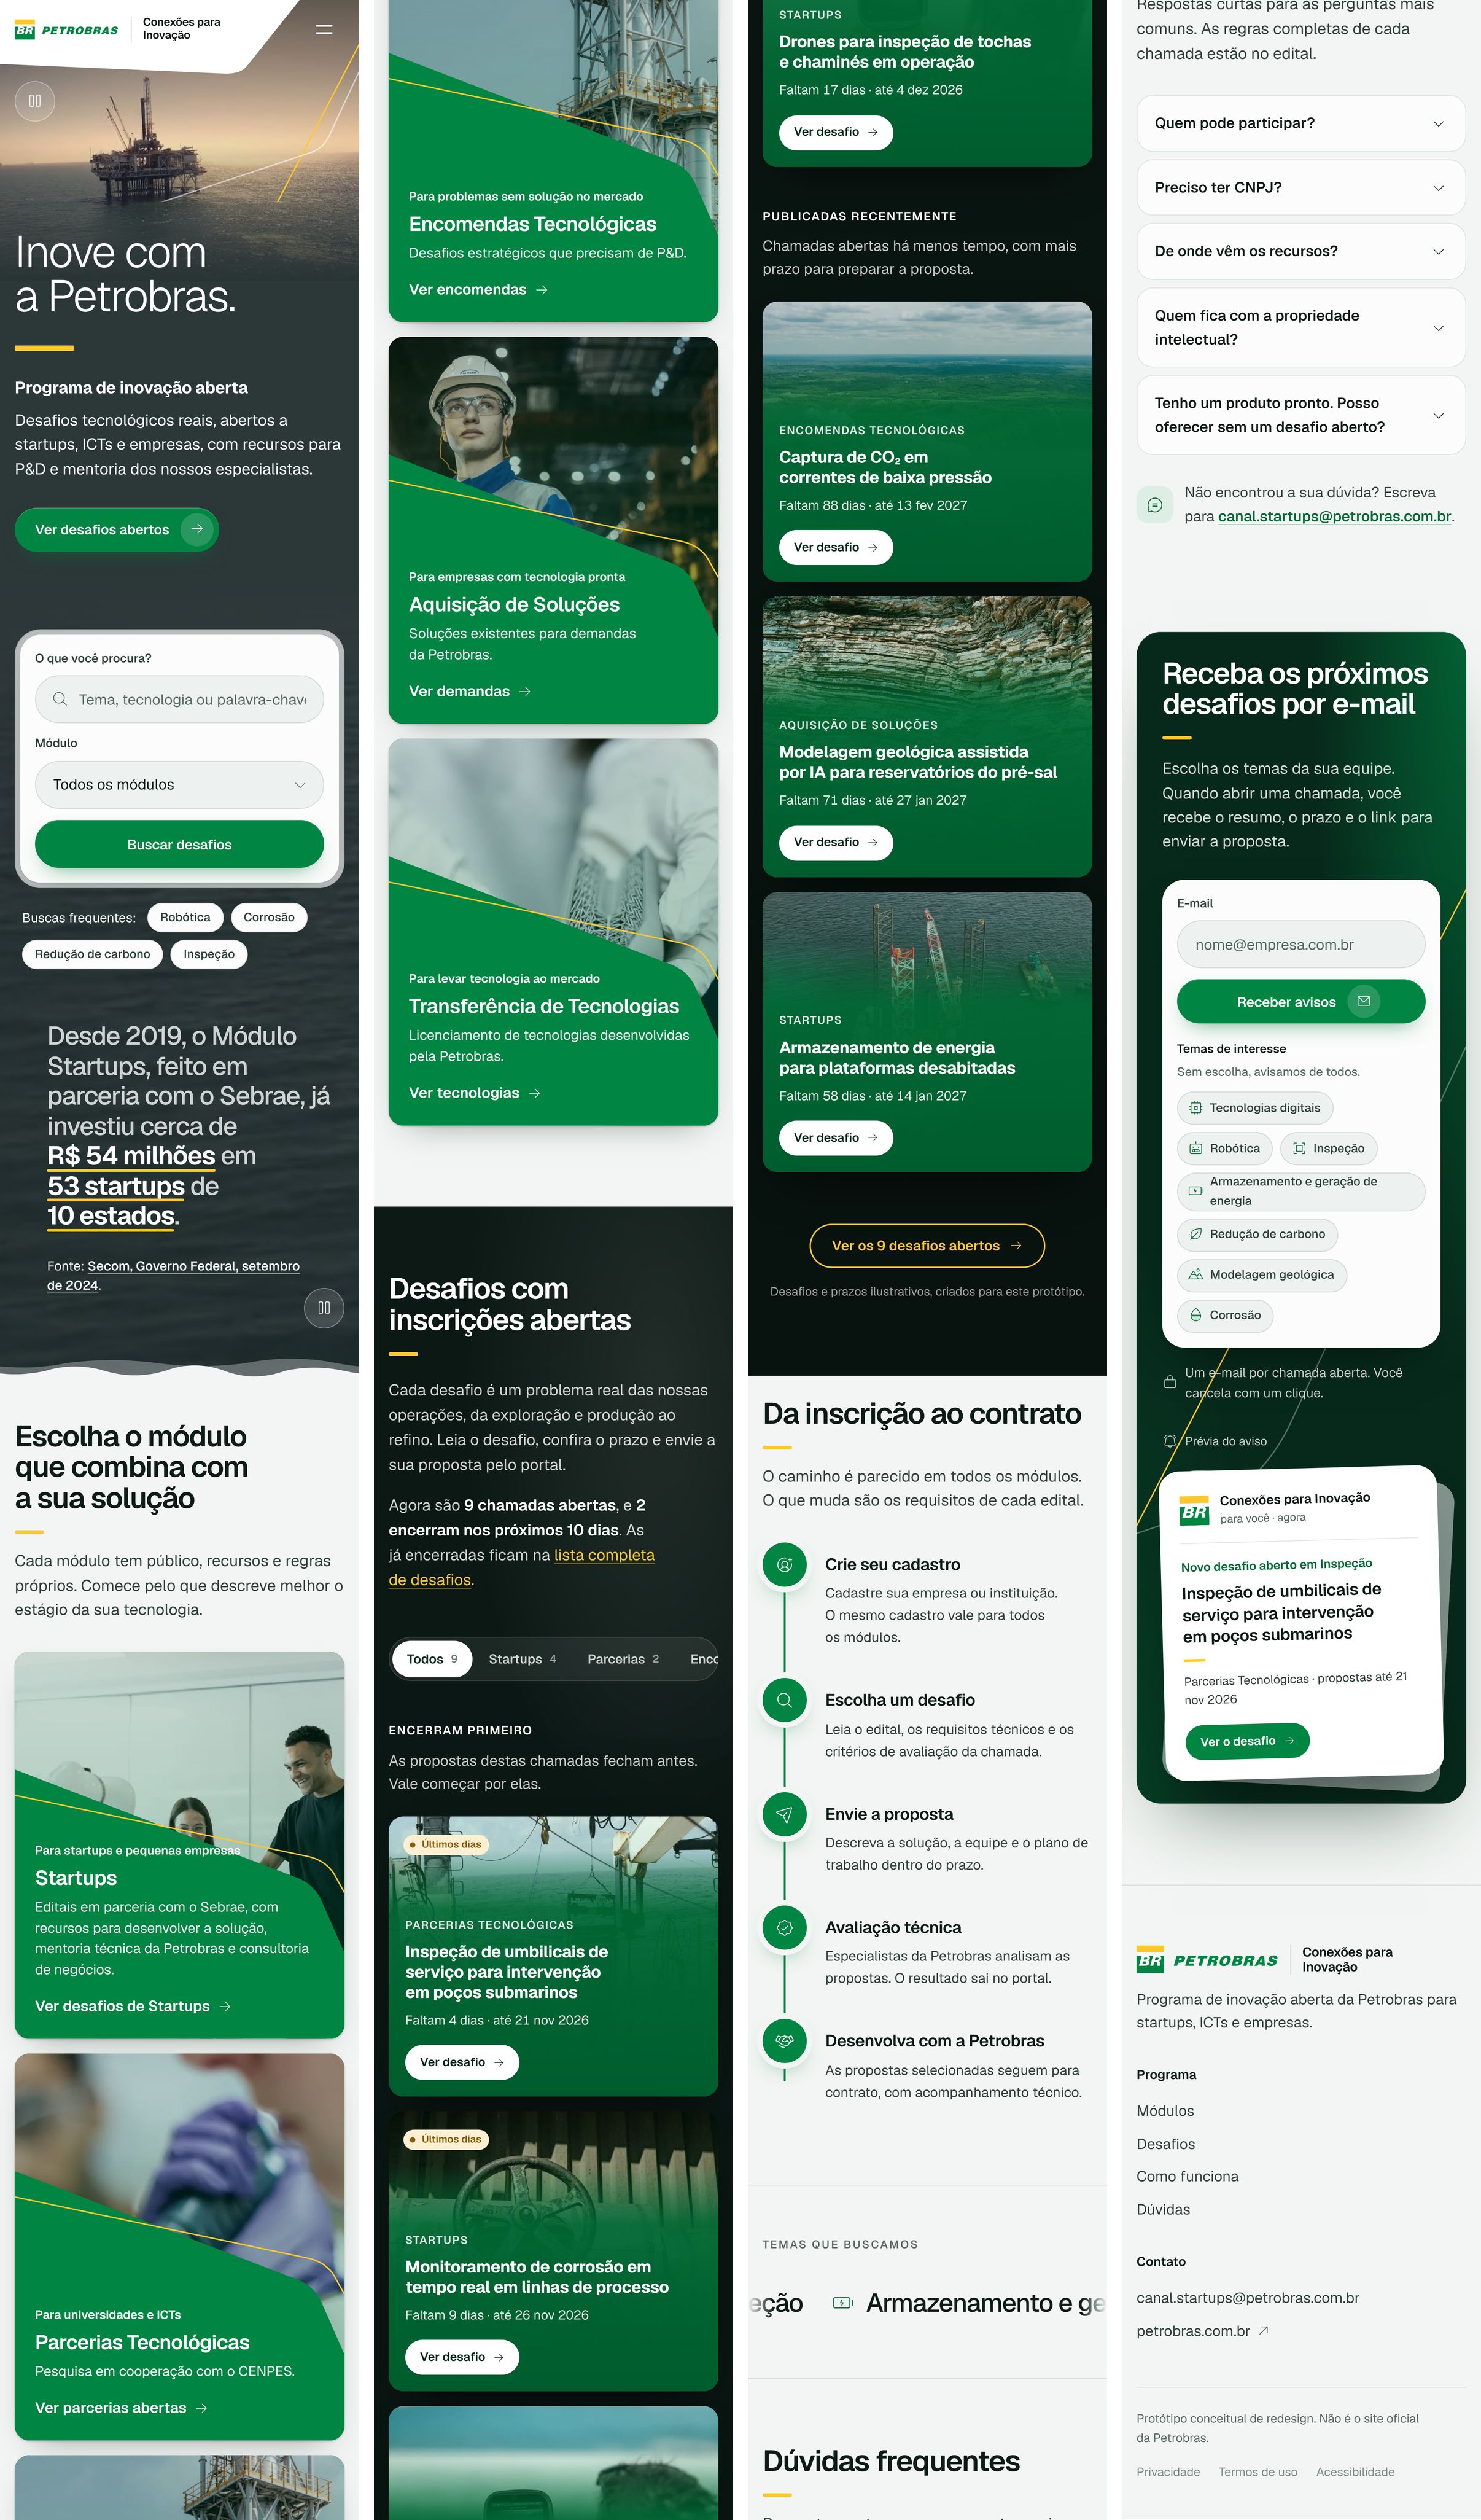 BR PETROBRAS
Conexões para
Inovação
Inove com
a Petrobras.
Programa de inovação aberta
Desafios tecnológicos reais, abertos a
startups, ICTs e empresas, com recursos para
P&D e mentoria dos nossos especialistas.
Ver desafios abertos
O que você procura?
Tema, tecnologia ou palavra-chave
Módulo
Todos os módulos
Buscar desafios
Buscas frequentes: Robótica Corrosão
Redução de carbono Inspeção
Desde 2019, o Módulo
Startups, feito em
parceria com o Sebrae, já
investiu cerca de
R$ 54 milhões em
53 startups de
10 estados.
Fonte: Secom, Governo Federal, setembro
de 2024.
Escolha o módulo
que combina com
a sua solução
Cada módulo tem público, recursos e regras
próprios. Comece pelo que descreve melhor o
estágio da sua tecnologia.
Para startups e pequenas empresas
Startups
Editais em parceria com o Sebrae, com
recursos para desenvolver a solução,
mentoria técnica da Petrobras e consultoria
de negócios.
Ver desafios de Startups
Para universidades e ICTs
Parcerias Tecnológicas
Pesquisa em cooperação com o CENPES.
Ver parcerias abertas
Para problemas sem solução no mercado
Encomendas Tecnológicas
Desafios estratégicos que precisam de P&D.
Ver encomendas
Para empresas com tecnologia pronta
Aquisição de Soluções
Soluções existentes para demandas
da Petrobras.
Ver demandas
Para levar tecnologia ao mercado
Transferência de Tecnologias
Licenciamento de tecnologias desenvolvidas
pela Petrobras.
Ver tecnologias
Desafios com
inscrições abertas
Cada desafio é um problema real das nossas
operações, da exploração e produção ao
refino. Leia o desafio, confira o prazo e envie a
sua proposta pelo portal.
Agora são 9 chamadas abertas, e 2
encerram nos próximos 10 dias. As
já encerradas ficam na lista completa
de desafios.
Todos 9 Startups 4 Parcerias 2 Enco
ENCERRAM PRIMEIRO
As propostas destas chamadas fecham antes.
Vale começar por elas.
Últimos dias
PARCERIAS TECNOLÓGICAS
Inspeção de umbilicais de
serviço para intervenção
em poços submarinos
Faltam 4 dias · até 21 nov 2026
Ver desafio
Últimos dias
STARTUPS
Monitoramento de corrosão em
tempo real em linhas de processo
Faltam 9 dias · até 26 nov 2026
Ver desafio
STARTUPS
Drones para inspeção de tochas
e chaminés em operação
Faltam 17 dias · até 4 dez 2026
Ver desafio
PUBLICADAS RECENTEMENTE
Chamadas abertas há menos tempo, com mais
prazo para preparar a proposta.
ENCOMENDAS TECNOLÓGICAS
Captura de CO₂ em
correntes de baixa pressão
Faltam 88 dias · até 13 fev 2027
Ver desafio
AQUISIÇÃO DE SOLUÇÕES
Modelagem geológica assistida
por IA para reservatórios do pré-sal
Faltam 71 dias · até 27 jan 2027
Ver desafio
STARTUPS
Armazenamento de energia
para plataformas desabitadas
Faltam 58 dias · até 14 jan 2027
Ver desafio
Ver os 9 desafios abertos
Desafios e prazos ilustrativos, criados para este protótipo.
Da inscrição ao contrato
O caminho é parecido em todos os módulos.
O que muda são os requisitos de cada edital.
Crie seu cadastro
Cadastre sua empresa ou instituição.
O mesmo cadastro vale para todos
os módulos.
Escolha um desafio
Leia o edital, os requisitos técnicos e os
critérios de avaliação da chamada.
Envie a proposta
Descreva a solução, a equipe e o plano de
trabalho dentro do prazo.
Avaliação técnica
Especialistas da Petrobras analisam as
propostas. O resultado sai no portal.
Desenvolva com a Petrobras
As propostas selecionadas seguem para
contrato, com acompanhamento técnico.
TEMAS QUE BUSCAMOS
eção Armazenamento e ge
Dúvidas frequentes
Respostas curtas para as perguntas mais
comuns. As regras completas de cada
chamada estão no edital.
Quem pode participar?
Preciso ter CNPJ?
De onde vêm os recursos?
Quem fica com a propriedade
intelectual?
Tenho um produto pronto. Posso
oferecer sem um desafio aberto?
Não encontrou a sua dúvida? Escreva
para canal.startups@petrobras.com.br.
Receba os próximos
desafios por e-mail
Escolha os temas da sua equipe.
Quando abrir uma chamada, você
recebe o resumo, o prazo e o link para
enviar a proposta.
E-mail
nome@empresa.com.br
Receber avisos
Temas de interesse
Sem escolha, avisamos de todos.
Tecnologias digitais
Robótica Inspeção
Armazenamento e geração de
energia
Redução de carbono
Modelagem geológica
Corrosão
Um e-mail por chamada aberta. Você
cancela com um clique.
Prévia do aviso
BR
Conexões para Inovação
para você · agora
Novo desafio aberto em Inspeção
Inspeção de umbilicais de
serviço para intervenção
em poços submarinos
Parcerias Tecnológicas · propostas até 21
nov 2026
Ver o desafio
BR PETROBRAS
Conexões para
Inovação
Programa de inovação aberta da Petrobras para
startups, ICTs e empresas.
Programa
Módulos
Desafios
Como funciona
Dúvidas
Contato
canal.startups@petrobras.com.br
petrobras.com.br
Protótipo conceitual de redesign. Não é o site oficial
da Petrobras.
Privacidade Termos de uso Acessibilidade